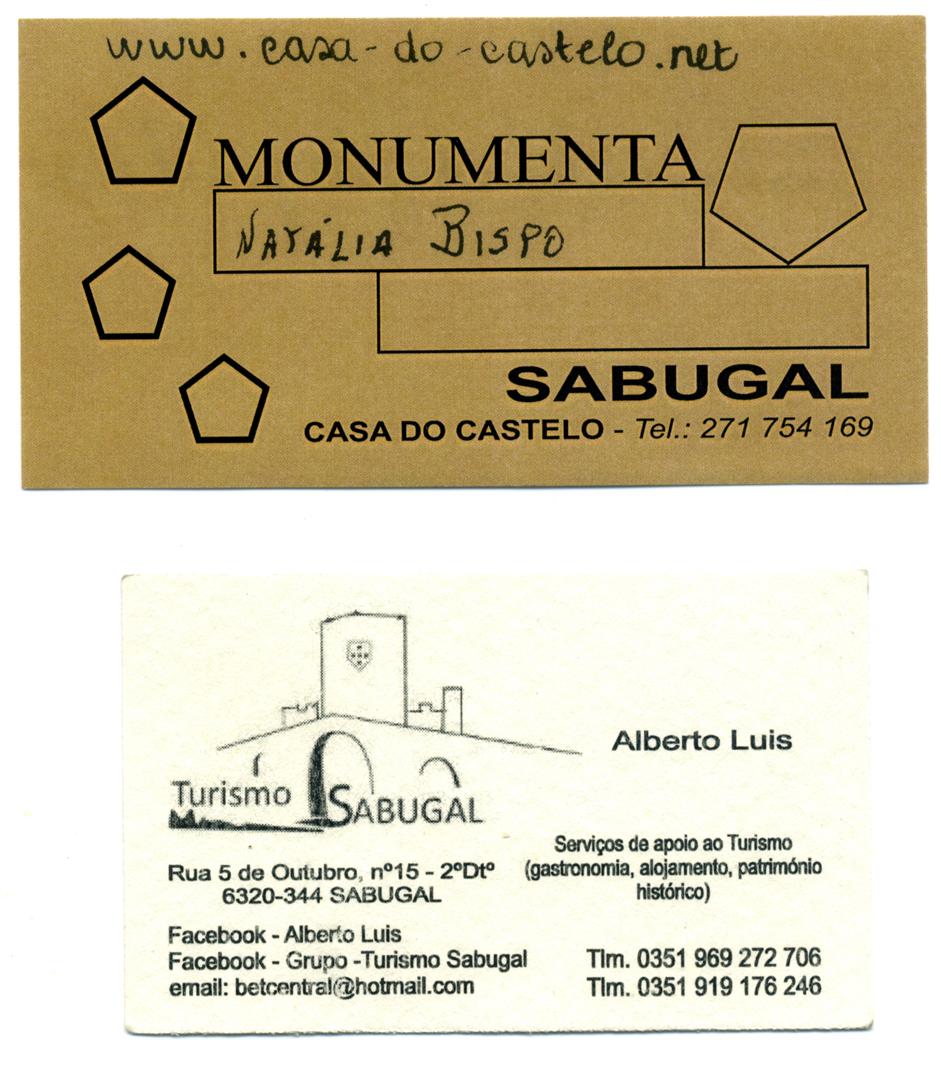 www.casa-do-castelo.net
MONUMENTA
NATÁLIA BISPO
SABUGAL
CASA DO CASTELO - Tel.: 271 754 169
Alberto Luis
Turismo SABUGAL
Serviços de apoio ao Turismo
(gastronomia, alojamento, património
histórico)
Rua 5 de Outubro, nº15 - 2ºDtº
6320-344 SABUGAL
Facebook - Alberto Luis
Facebook - Grupo -Turismo Sabugal
email: betcentral@hotmail.com
Tlm. 0351 969 272 706
Tlm. 0351 919 176 246